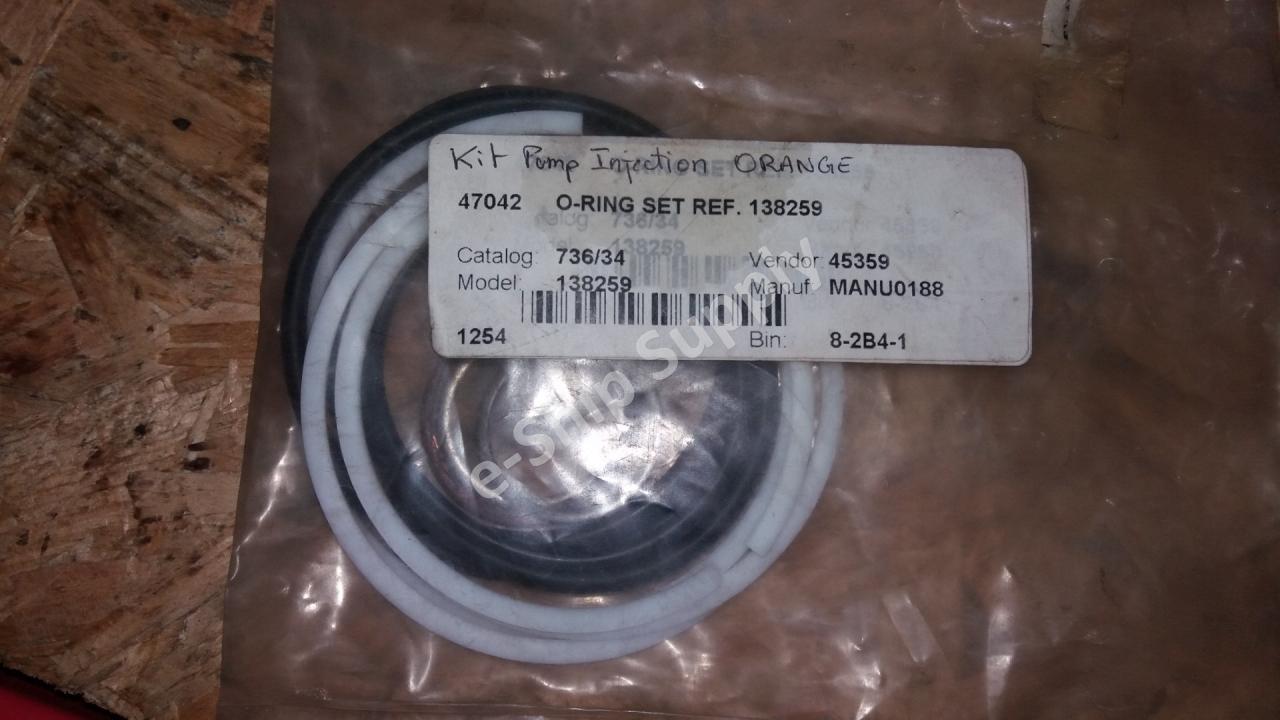 Kit Pump Injection ORANGE
47042 O-RING SET REF. 138259
Catalog: 736/34 Vendor: 45359
Model: 138259 Manuf: MANU0188
1254 Bin: 8-2B4-1
e-Ship Supply